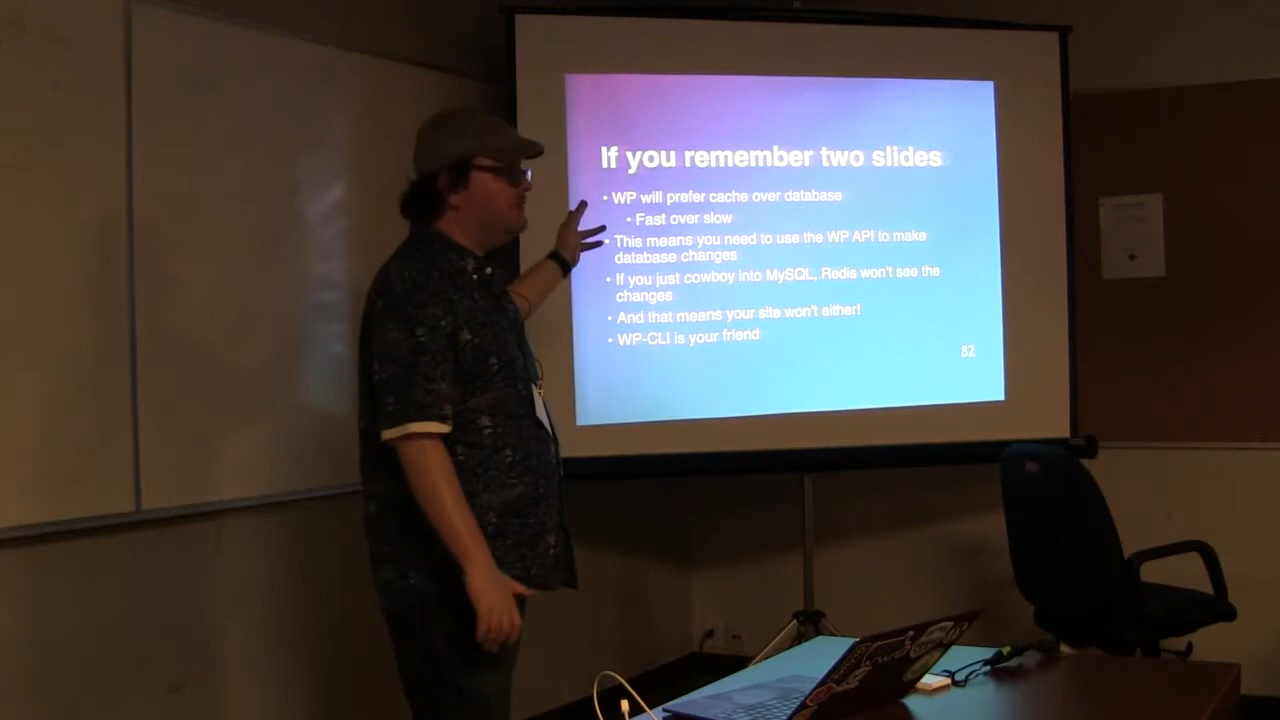 If you remember two slides
• WP will prefer cache over database
• Fast over slow
• This means you need to use the WP API to make
database changes
• If you just cowboy into MySQL, Redis won't see the
changes
• And that means your site won't either!
• WP-CLI is your friend
82